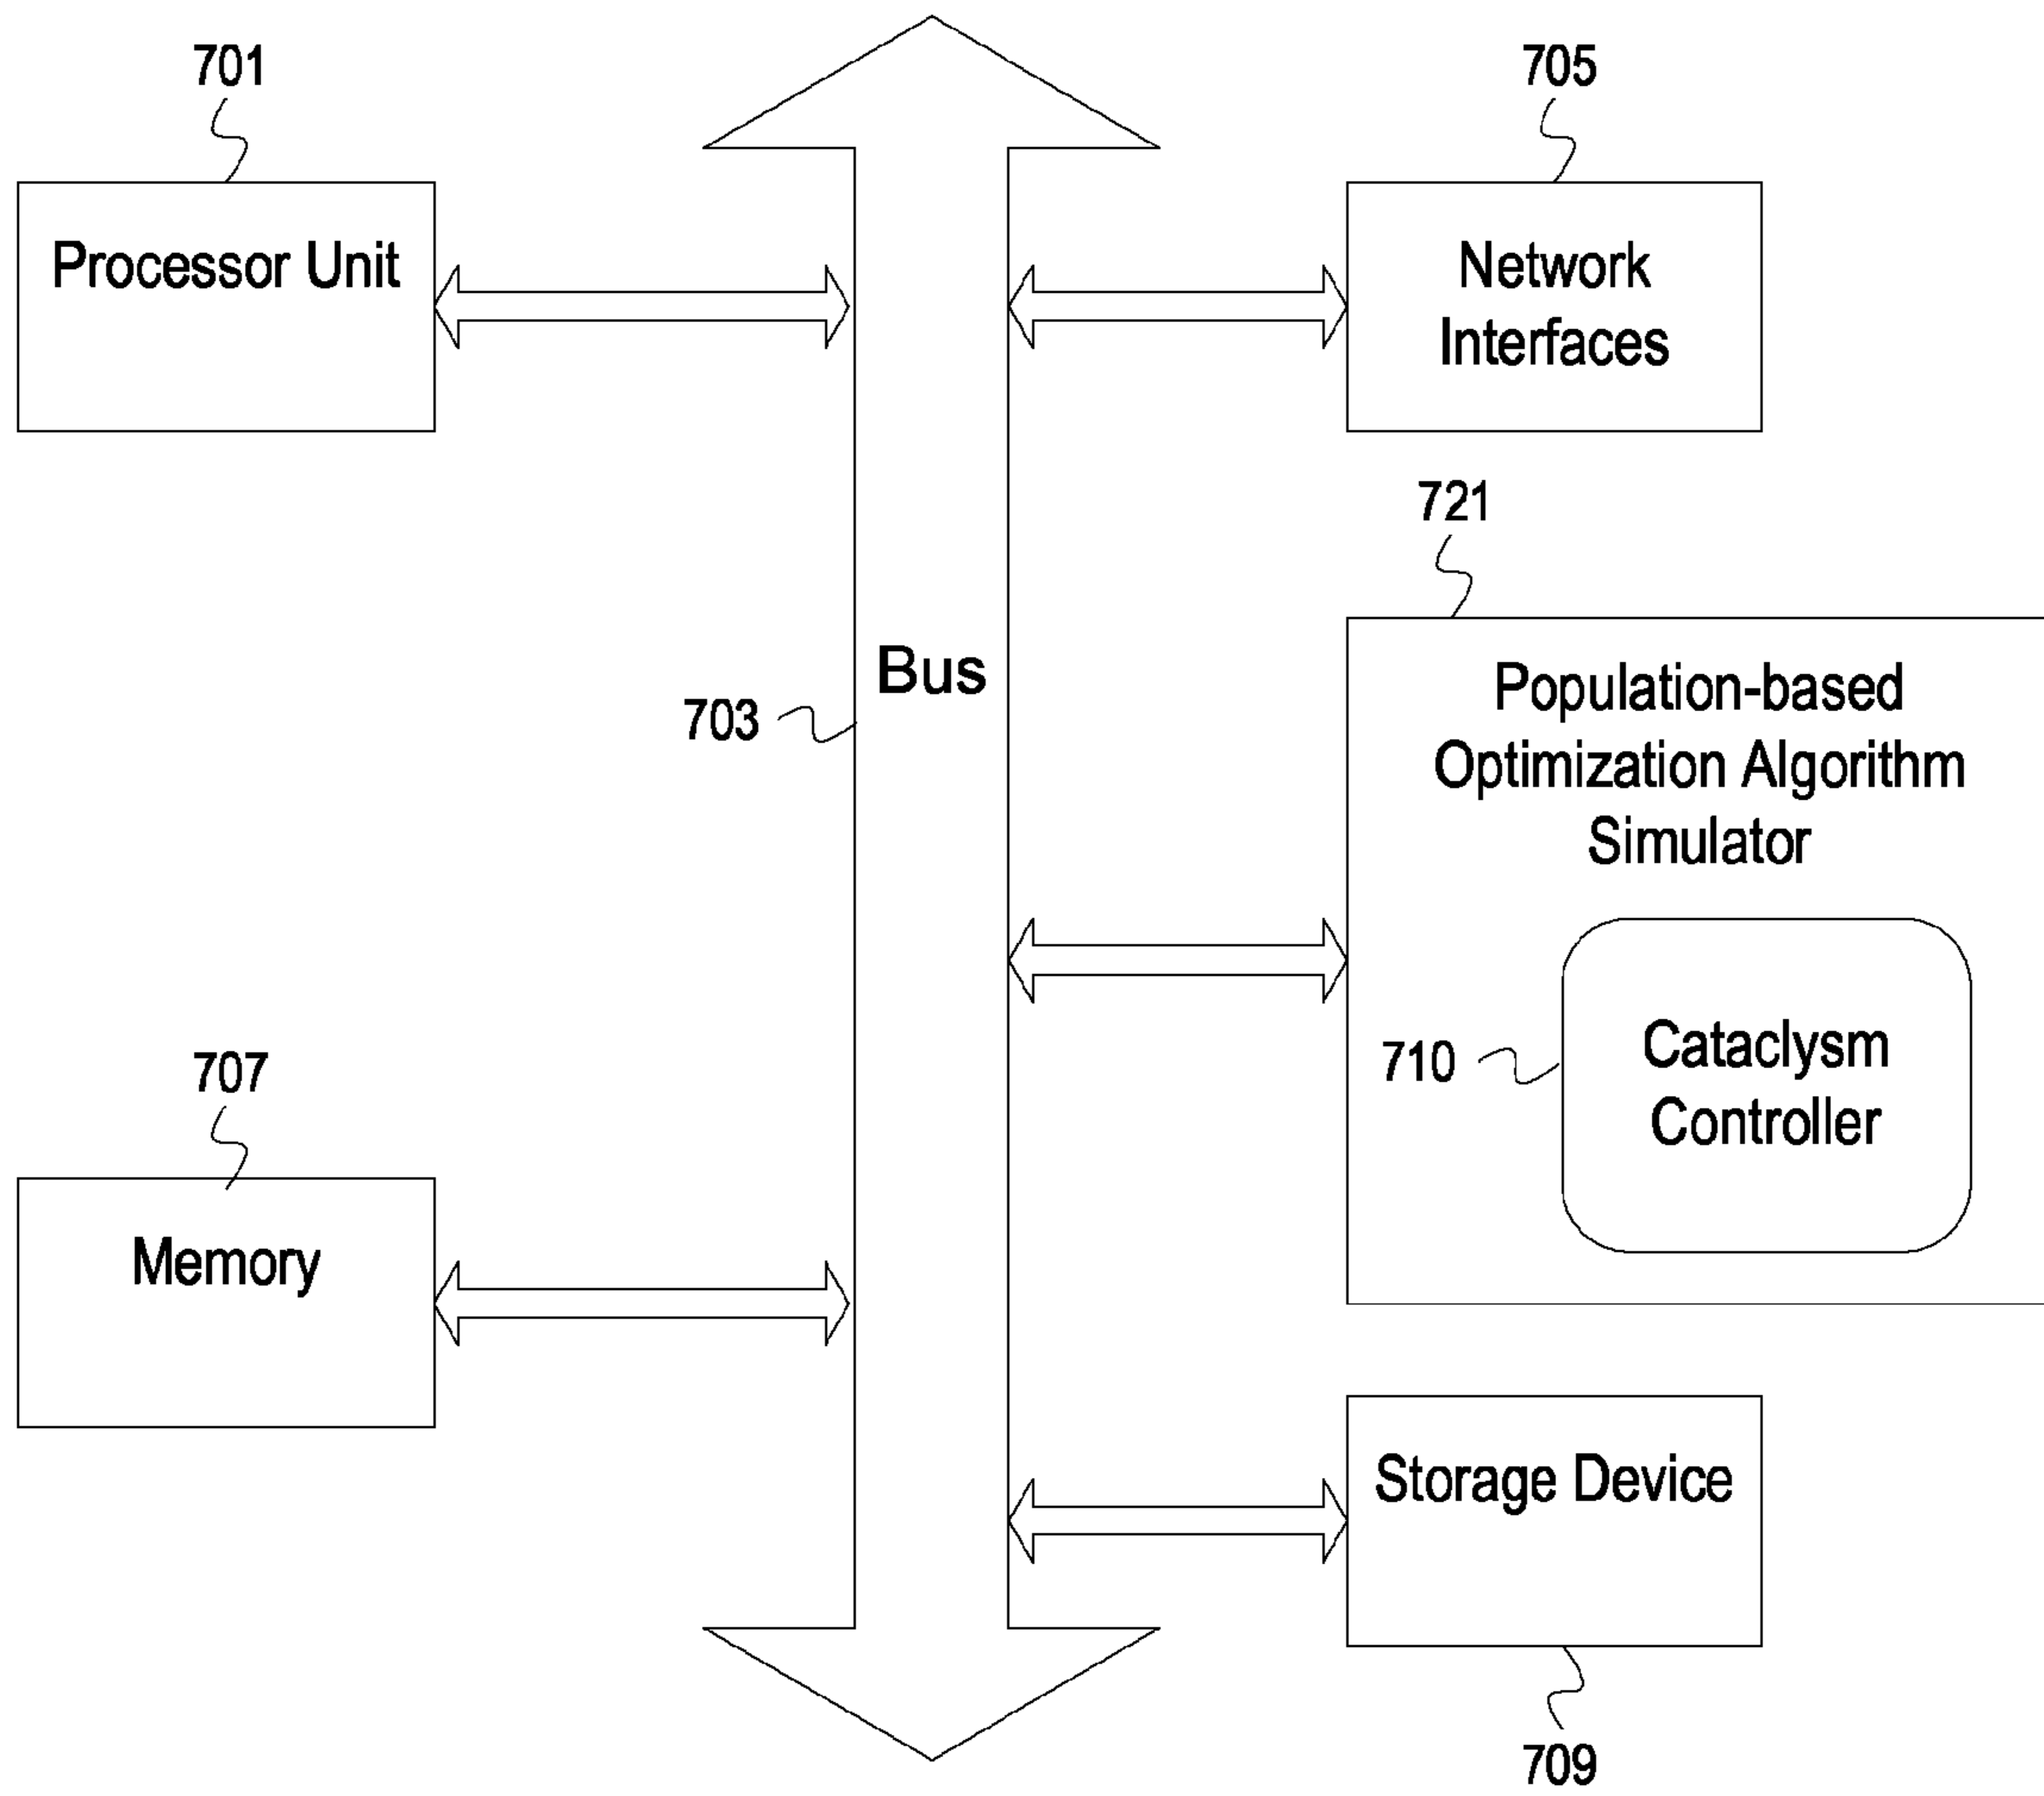 701
705
Processor Unit
Network
Interfaces
721
Bus
703
Population-based
Optimization Algorithm
Simulator
710
Cataclysm
Controller
707
Memory
Storage Device
709